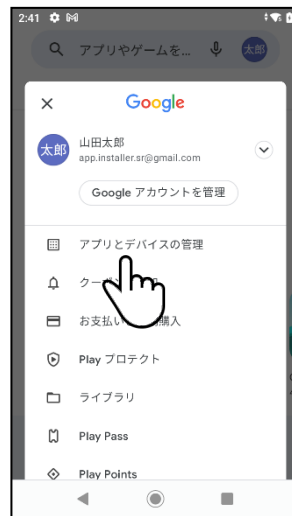 2:41
アプリやゲームを... 太郎
Google
太郎 山田太郎
app.installer.sr@gmail.com
Google アカウントを管理
アプリとデバイスの管理
クー
お支払い 購入
Play プロテクト
ライブラリ
Play Pass
Play Points